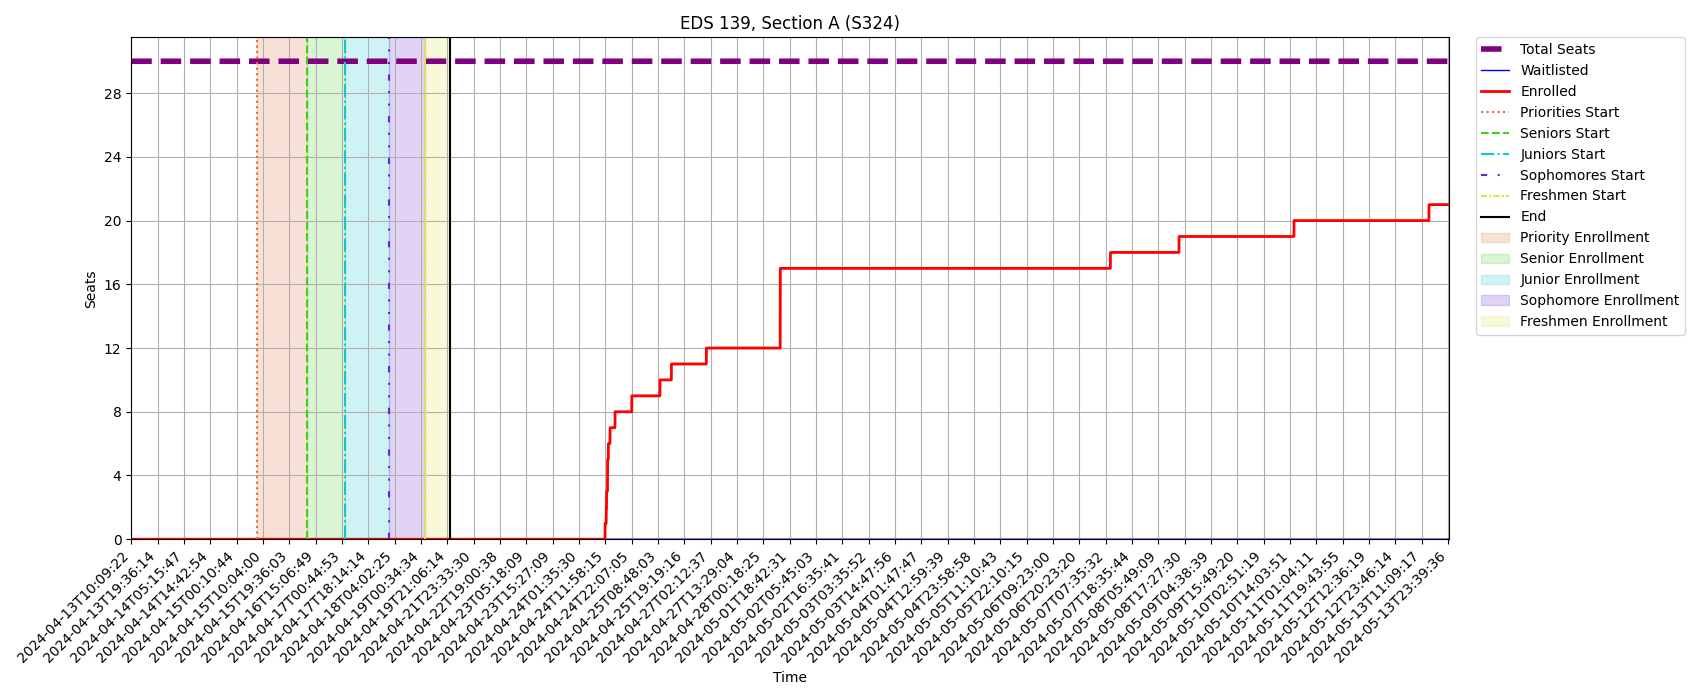 EDS 139, Section A (S324)
Seats
28
24
20
16
12
8
4
0
2024-04-13T10:09:22
2024-04-13T19:36:14
2024-04-14T05:15:47
2024-04-14T14:42:54
2024-04-15T00:10:44
2024-04-15T10:04:00
2024-04-15T19:36:03
2024-04-16T15:06:49
2024-04-17T00:44:53
2024-04-17T18:14:14
2024-04-18T04:02:25
2024-04-19T00:34:34
2024-04-19T21:06:14
2024-04-21T23:33:30
2024-04-22T19:00:38
2024-04-23T05:18:09
2024-04-23T15:27:09
2024-04-24T01:35:30
2024-04-24T11:58:15
2024-04-24T22:07:05
2024-04-25T08:48:03
2024-04-25T19:19:16
2024-04-27T02:12:37
2024-04-27T13:29:04
2024-04-28T00:18:25
2024-05-01T18:42:31
2024-05-02T05:45:03
2024-05-02T16:35:41
2024-05-03T03:35:52
2024-05-03T14:47:56
2024-05-04T01:47:47
2024-05-04T12:59:39
2024-05-04T23:58:58
2024-05-05T11:10:43
2024-05-05T22:10:15
2024-05-06T09:23:00
2024-05-06T20:23:20
2024-05-07T07:35:32
2024-05-07T18:35:44
2024-05-08T05:49:09
2024-05-08T17:27:30
2024-05-09T04:38:39
2024-05-09T15:49:20
2024-05-10T02:51:19
2024-05-10T14:03:51
2024-05-11T01:04:11
2024-05-11T19:43:55
2024-05-12T12:36:19
2024-05-12T23:46:14
2024-05-13T11:09:17
2024-05-13T23:39:36
Time
Total Seats
Waitlisted
Enrolled
Priorities Start
Seniors Start
Juniors Start
Sophomores Start
Freshmen Start
End
Priority Enrollment
Senior Enrollment
Junior Enrollment
Sophomore Enrollment
Freshmen Enrollment